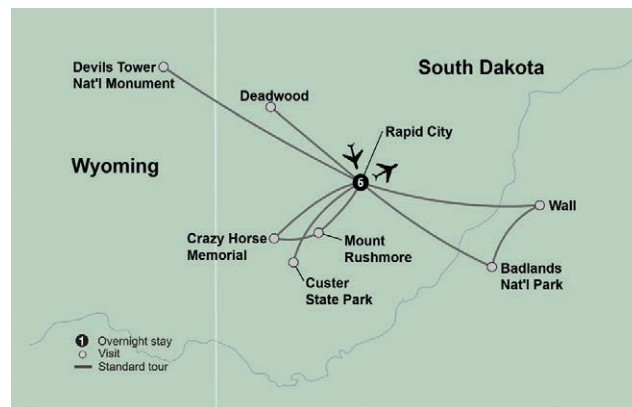 Devils Tower
Nat'l Monument
South Dakota
Deadwood
Rapid City
Wyoming
6
Wall
Crazy Horse
Memorial
Mount
Rushmore
Badlands
Nat'l Park
Custer
State Park
1 Overnight stay
Visit
Standard tour